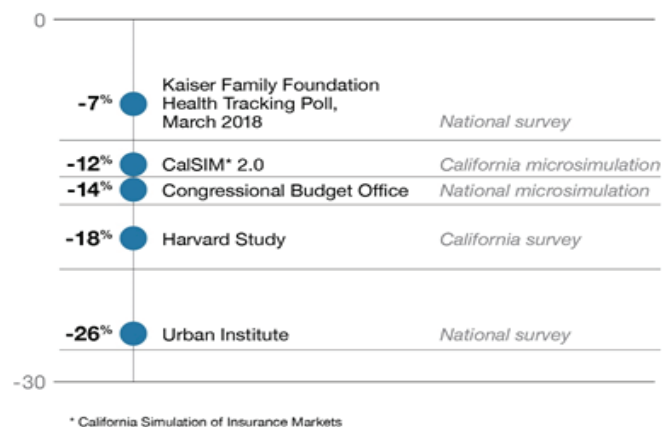 0
-7%
Kaiser Family Foundation
Health Tracking Poll,
March 2018
National survey
-12%
CalSIM* 2.0
California microsimulation
-14%
Congressional Budget Office
National microsimulation
-18%
Harvard Study
California survey
-26%
Urban Institute
National survey
-30
* California Simulation of Insurance Markets